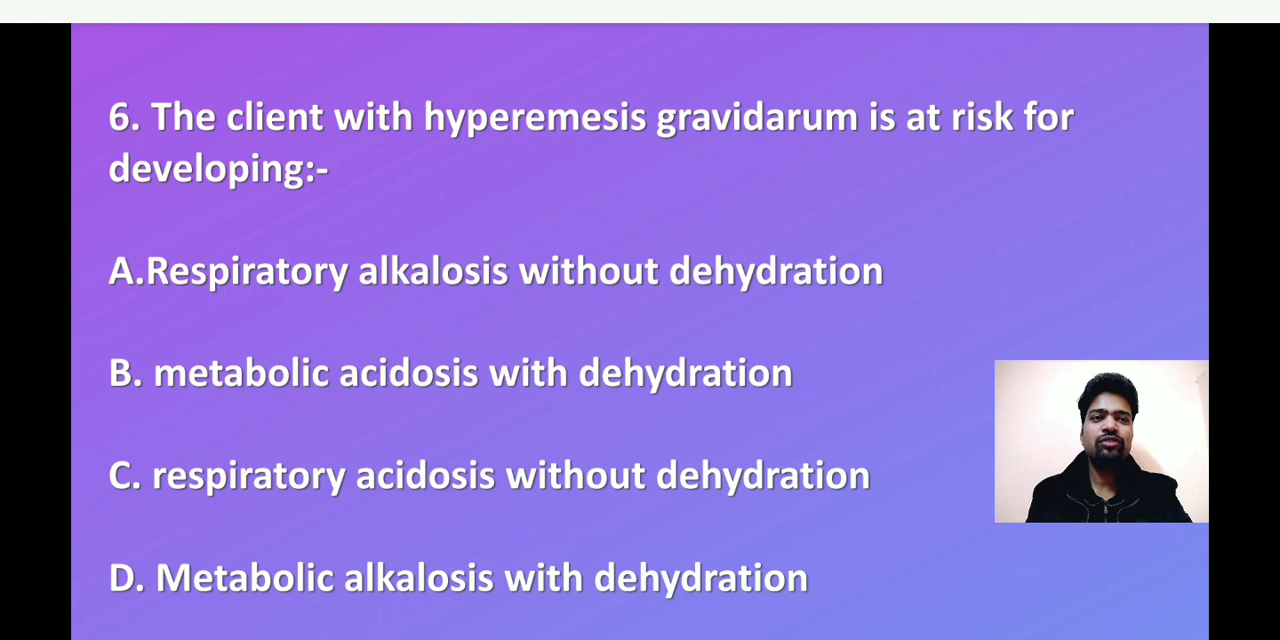 6. The client with hyperemesis gravidarum is at risk for
developing:-
A.Respiratory alkalosis without dehydration
B. metabolic acidosis with dehydration
C. respiratory acidosis without dehydration
D. Metabolic alkalosis with dehydration